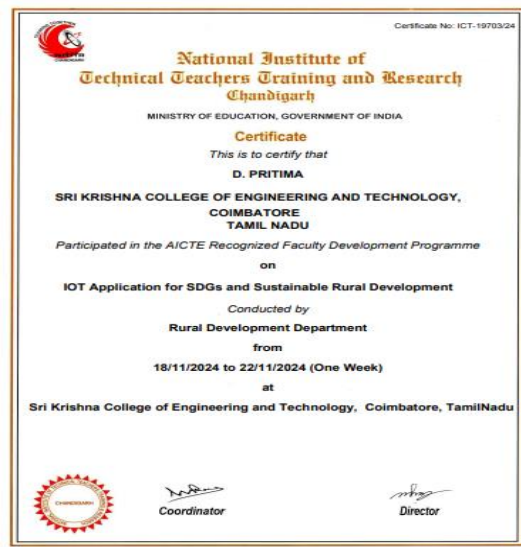 Certificate No: ICT-19703/24
National Institute of
Technical Teachers Training and Research
Chandigarh
MINISTRY OF EDUCATION, GOVERNMENT OF INDIA
Certificate
This is to certify that
D. PRITIMA
SRI KRISHNA COLLEGE OF ENGINEERING AND TECHNOLOGY,
COIMBATORE
TAMIL NADU
Participated in the AICTE Recognized Faculty Development Programme
on
IOT Application for SDGs and Sustainable Rural Development
Conducted by
Rural Development Department
from
18/11/2024 to 22/11/2024 (One Week)
at
Sri Krishna College of Engineering and Technology, Coimbatore, TamilNadu
CHANDIGARH
Coordinator
Director